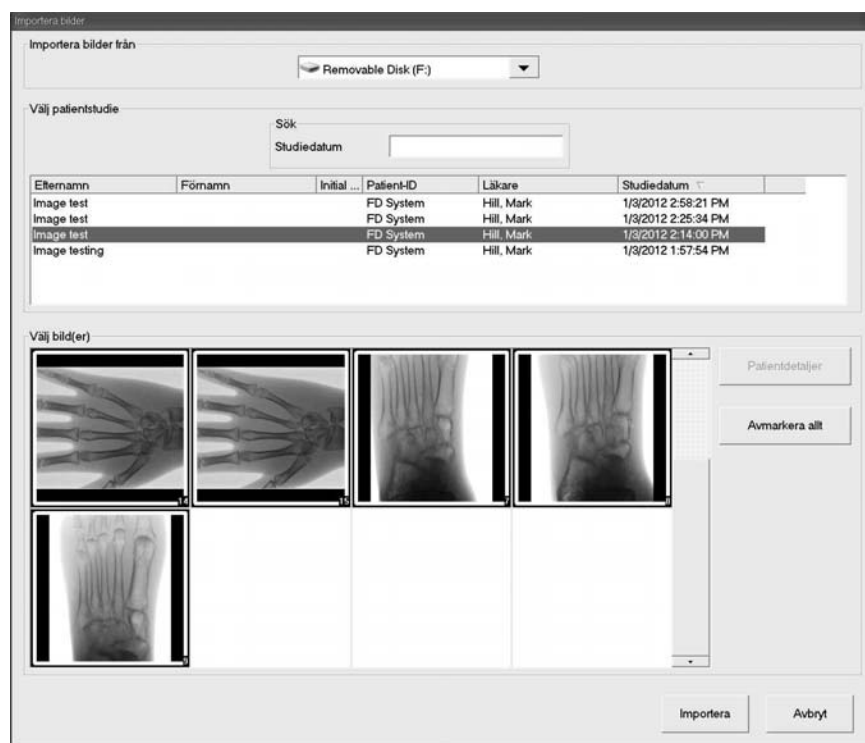 Importera bilder
Importera bilder från
Removable Disk (F:)
Välj patientstudie
Sök
Studiedatum
Efternamn Förnamn Initial ... Patient-ID Läkare Studiedatum
Image test FD System Hill, Mark 1/3/2012 2:58:21 PM
Image test FD System Hill, Mark 1/3/2012 2:25:34 PM
Image test FD System Hill, Mark 1/3/2012 2:14:00 PM
Image testing FD System Hill, Mark 1/3/2012 1:57:54 PM
Välj bild(er)
Patientdetaljer
Avmarkera allt
14 15
Importera Avbryt